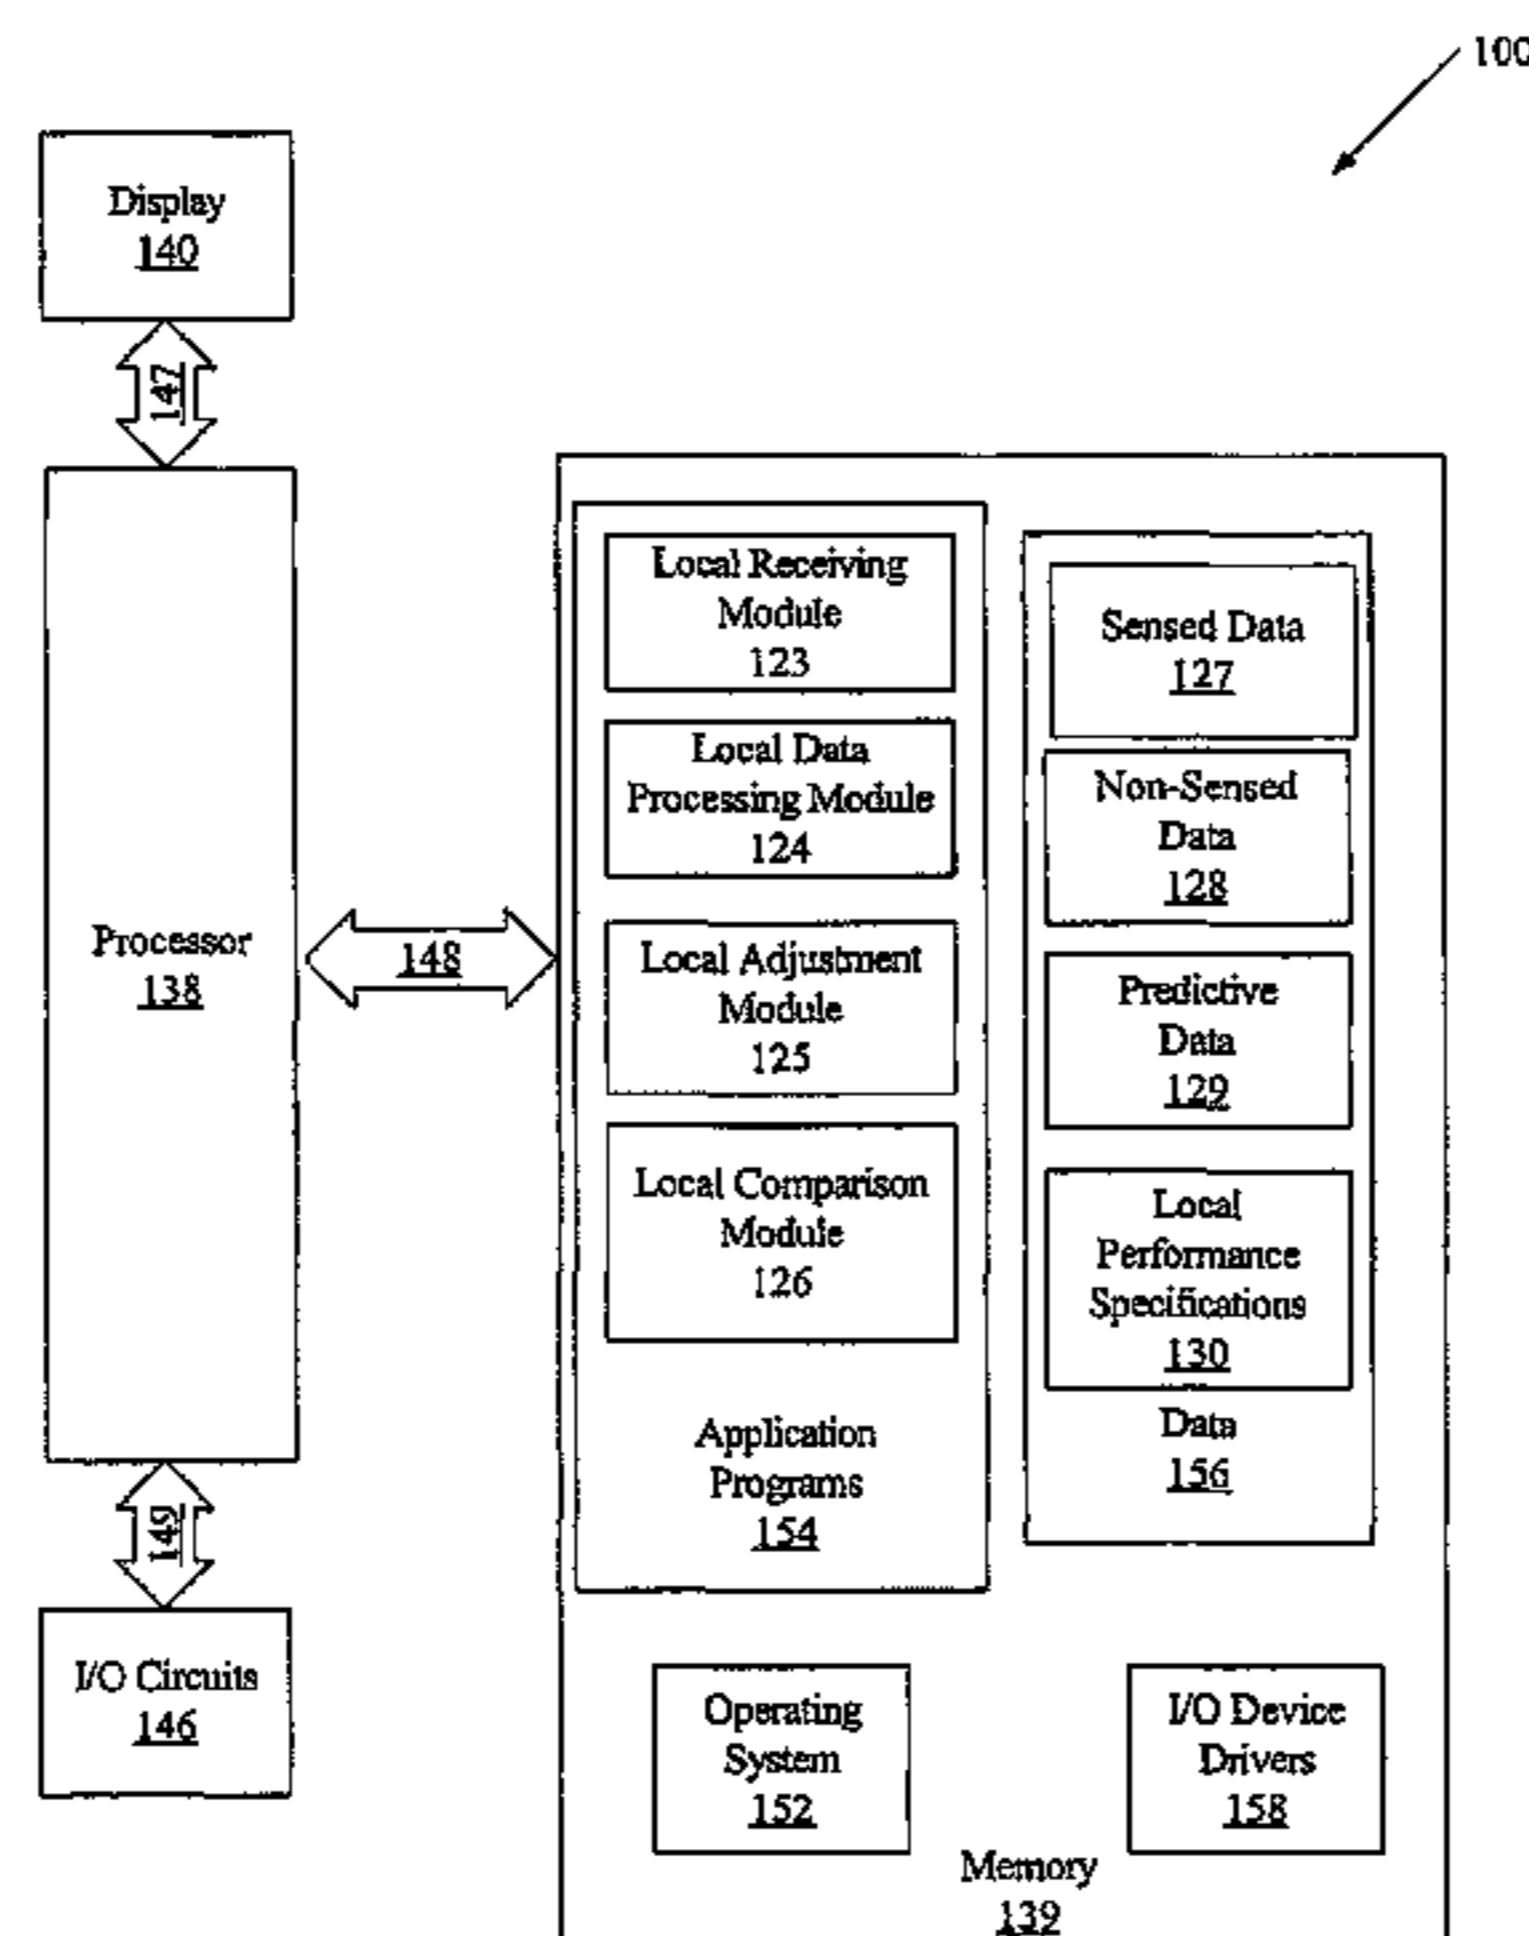 100
Display
140
147
Processor
138
148
149
I/O Circuits
146
Local Receiving
Module
123
Local Data
Processing Module
124
Local Adjustment
Module
125
Local Comparison
Module
126
Application
Programs
154
Sensed Data
127
Non-Sensed
Data
128
Predictive
Data
129
Local
Performance
Specifications
130
Data
156
Operating
System
152
I/O Device
Drivers
158
Memory
139